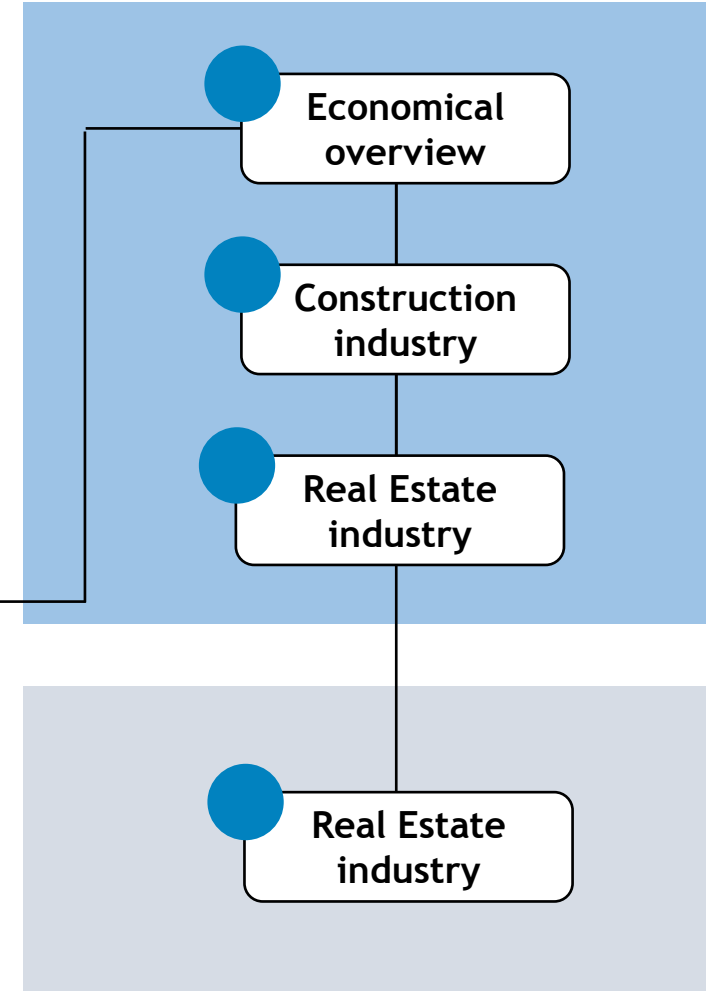 Economical
overview
Construction
industry
Real Estate
industry
Real Estate
industry